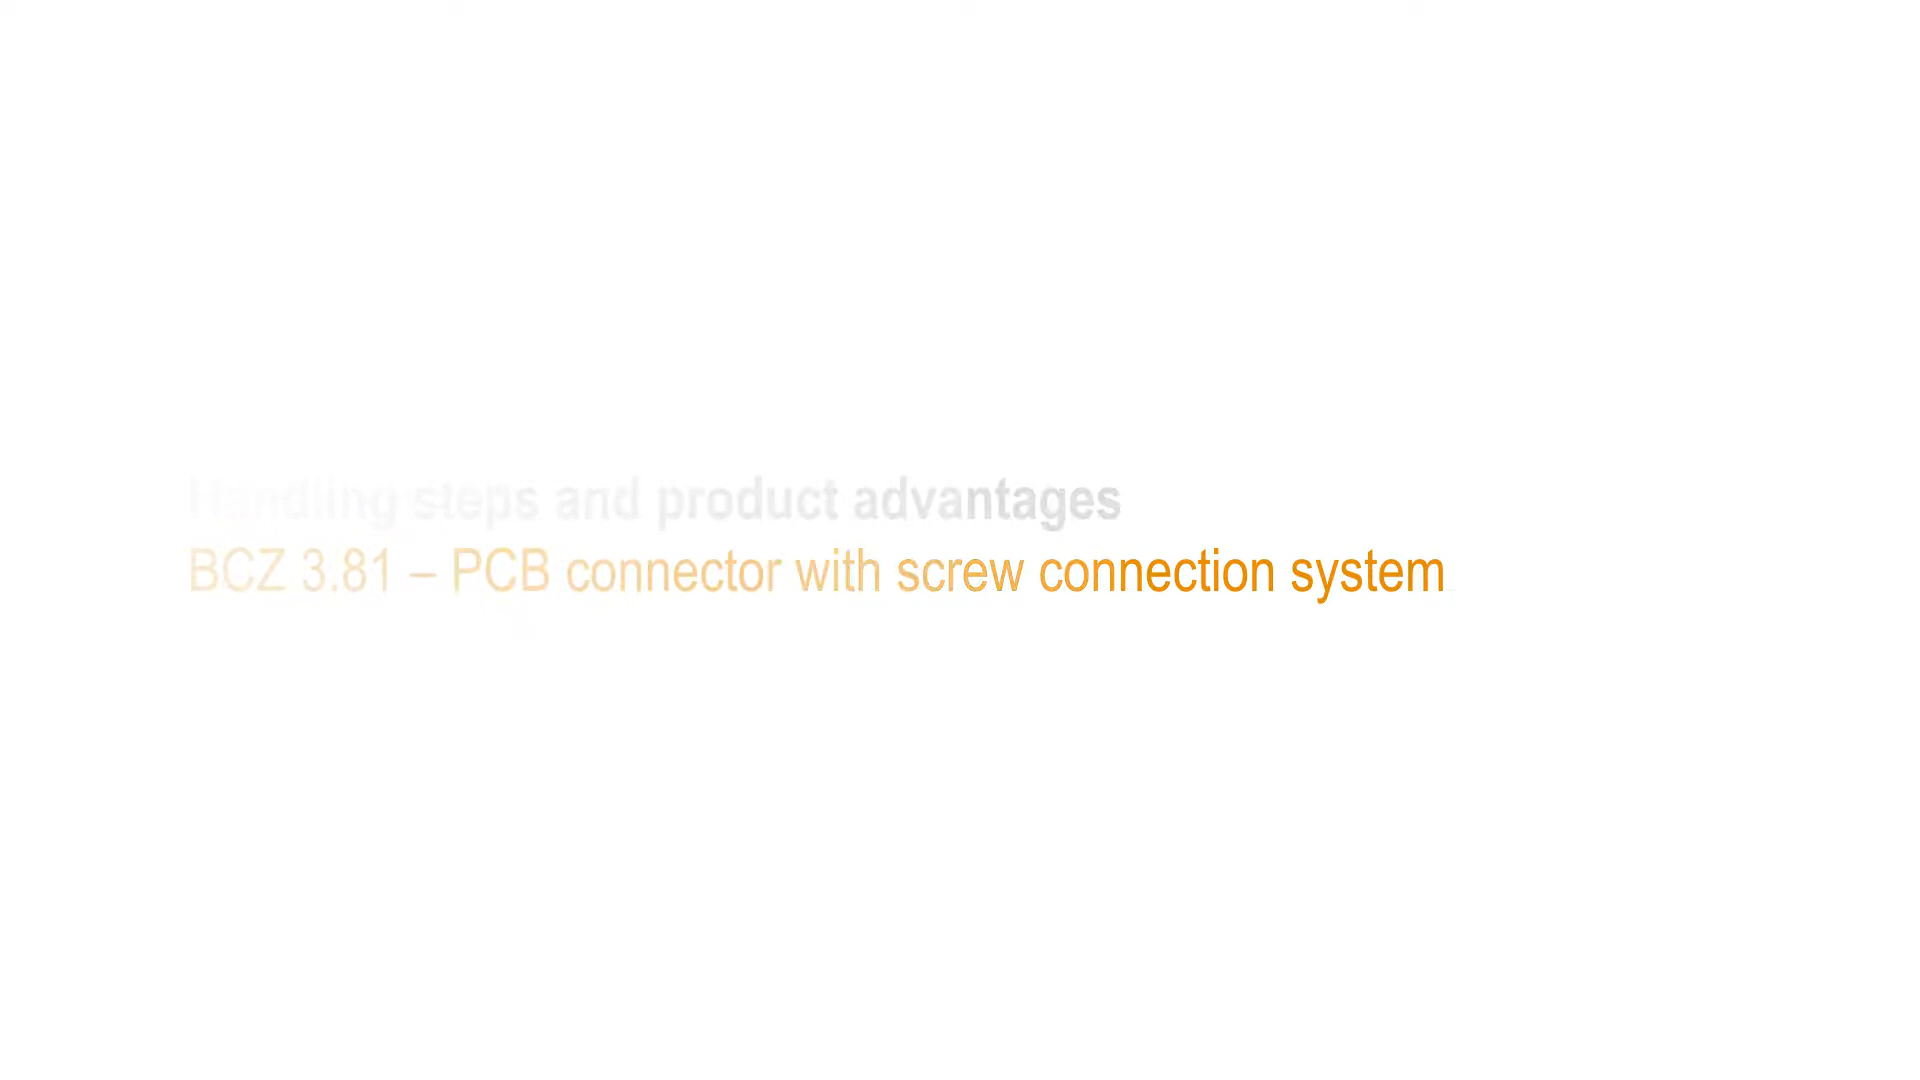 Handling steps and product advantages
BCZ 3.81 – PCB connector with screw connection system